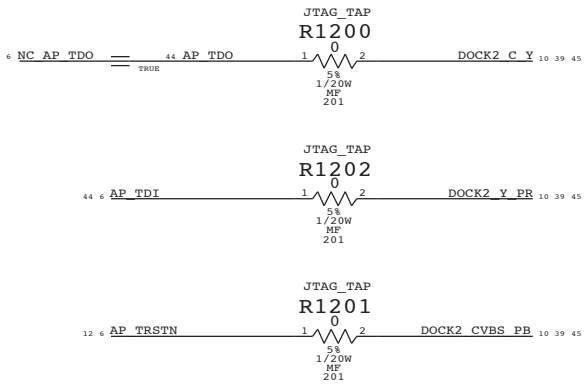 JTAG_TAP
R1200
0
6 NC_AP_TDO 44 AP_TDO 1 2 DOCK2_C_Y 10 39 45
TRUE
5%
1/20W
MF
201
JTAG_TAP
R1202
0
44 6 AP_TDI 1 2 DOCK2_Y_PR 10 39 45
5%
1/20W
MF
201
JTAG_TAP
R1201
0
12 6 AP_TRSTN 1 2 DOCK2_CVBS_PB 10 39 45
5%
1/20W
MF
201